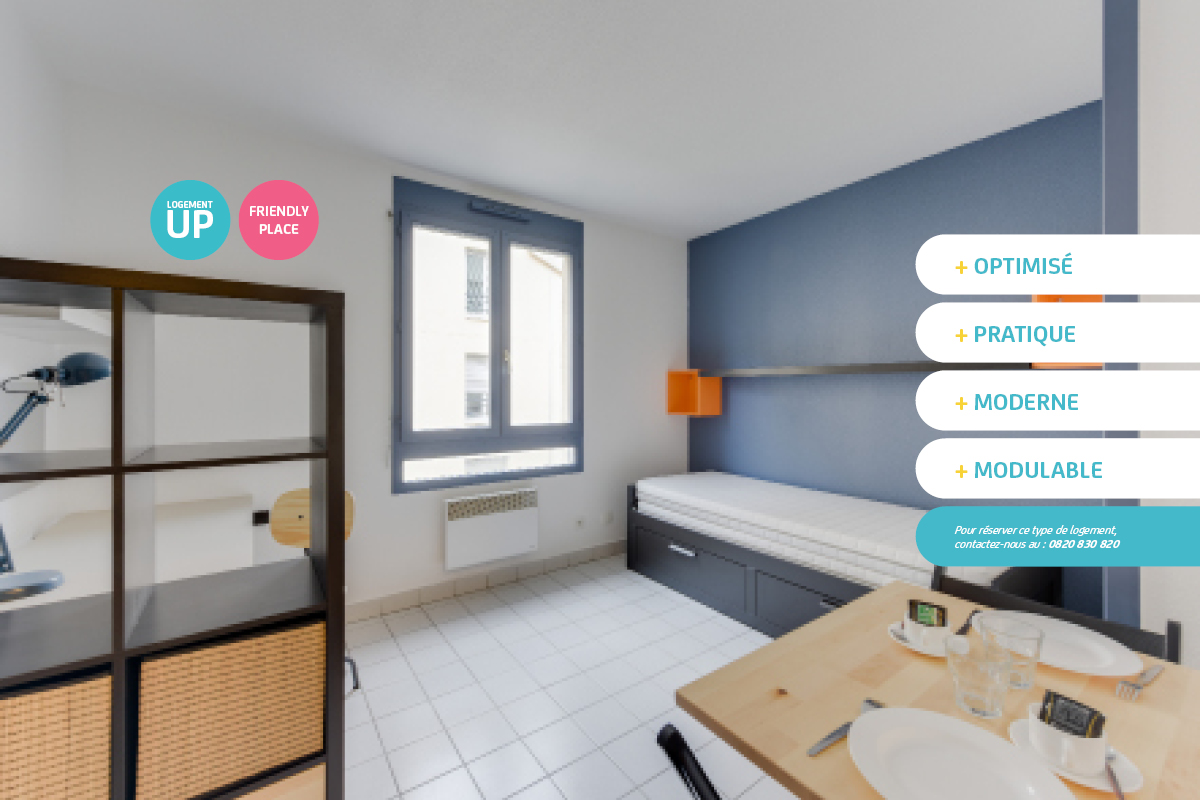 LOGEMENT
UP
FRIENDLY
PLACE
+ OPTIMISÉ
+ PRATIQUE
+ MODERNE
+ MODULABLE
Pour réserver ce type de logement,
contactez-nous au : 0820 830 820